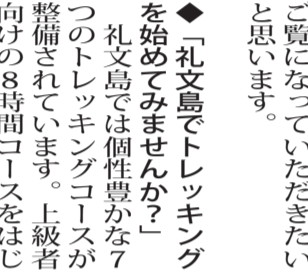 ご覧になっていただきたい
と思います。
◆「礼文島でトレッキング
を始めてみませんか？」
礼文島では個性豊かな7
つのトレッキングコースが
整備されています。上級者
向けの8時間コースをはじ